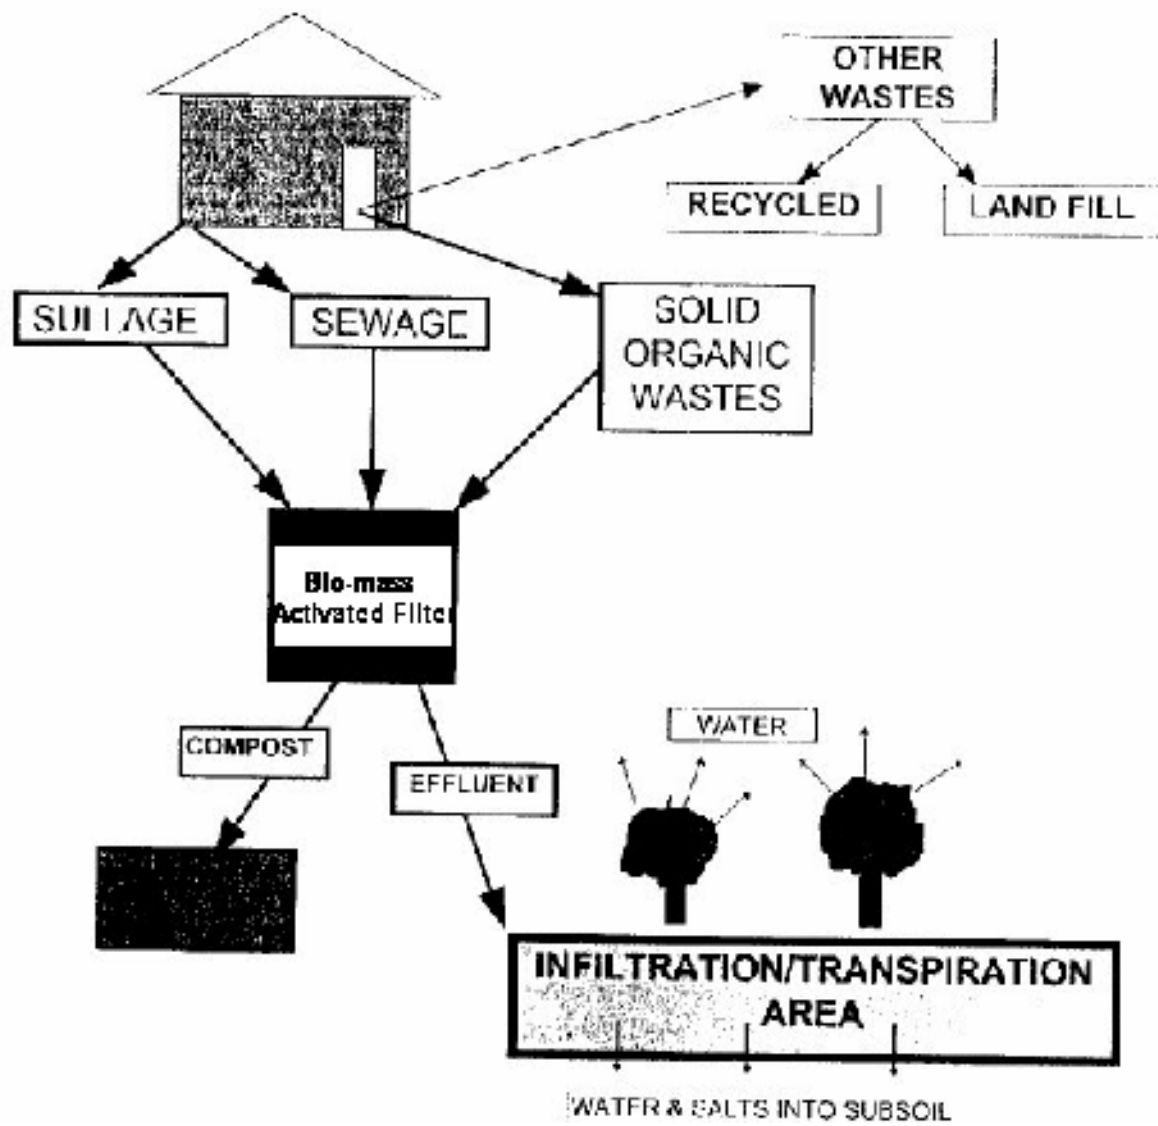 OTHER
WASTES
RECYCLED
LAND FILL
SULLAGE
SEWAGE
SOLID
ORGANIC
WASTES
Bio-mass
Activated Filter
COMPOST
EFFLUENT
WATER
INFILTRATION/TRANSPIRATION
AREA
WATER & SALTS INTO SUBSOIL